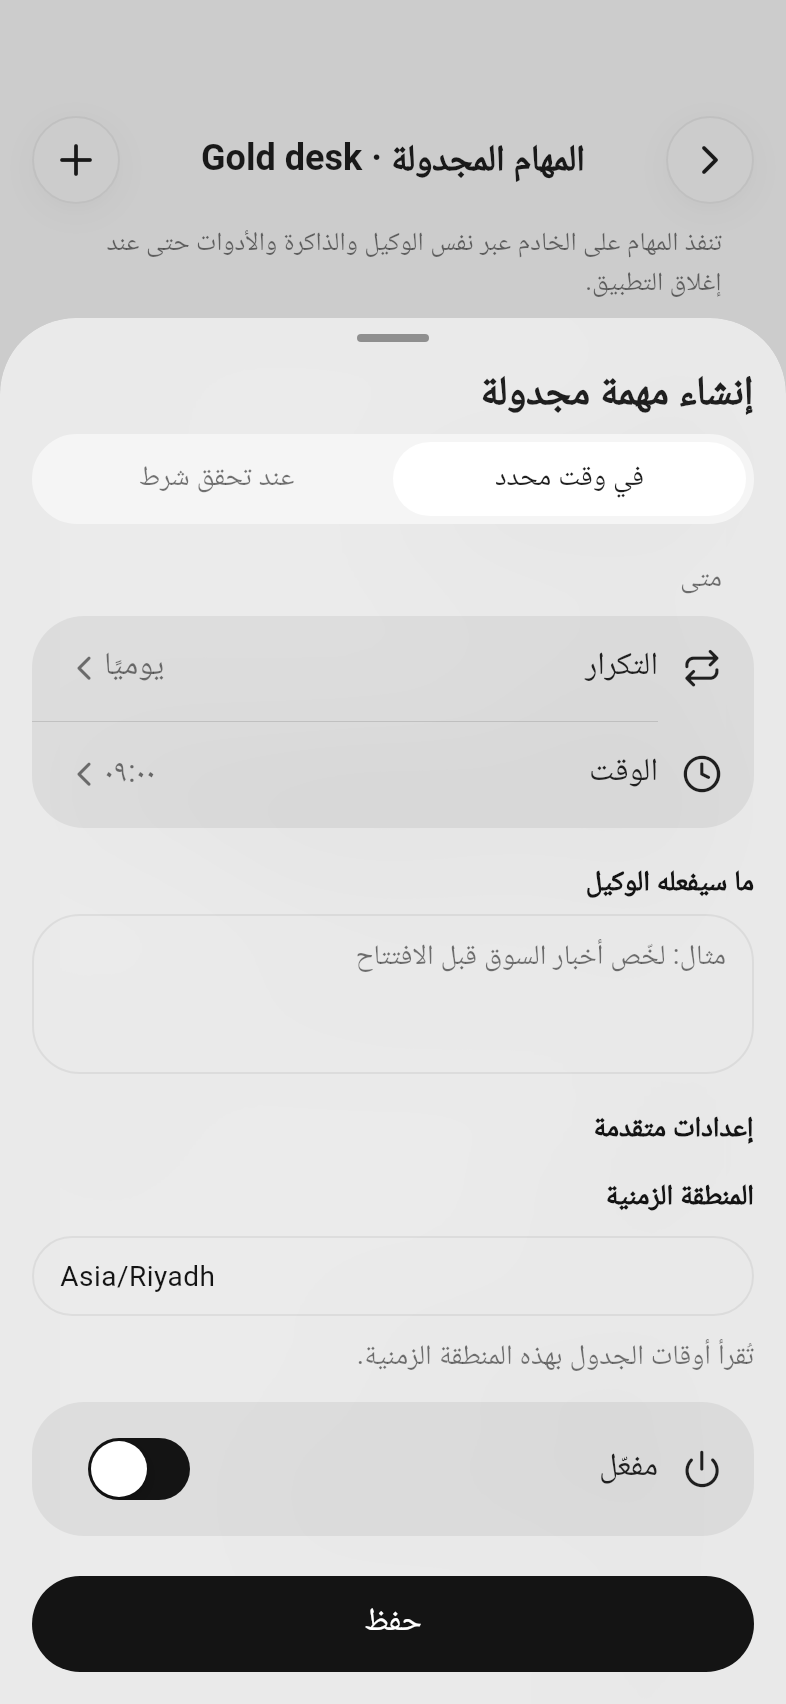 المهام المجدولة · Gold desk
تنفذ المهام على الخادم عبر نفس الوكيل والذاكرة والأدوات حتى عند
إغلاق التطبيق.
إنشاء مهمة مجدولة
في وقت محدد
عند تحقق شرط
متى
التكرار
يوميًا
الوقت
٠٩:٠٠
ما سيفعله الوكيل
مثال: لخّص أخبار السوق قبل الافتتاح
إعدادات متقدمة
المنطقة الزمنية
Asia/Riyadh
تُقرأ أوقات الجدول بهذه المنطقة الزمنية.
مفعّل
حفظ